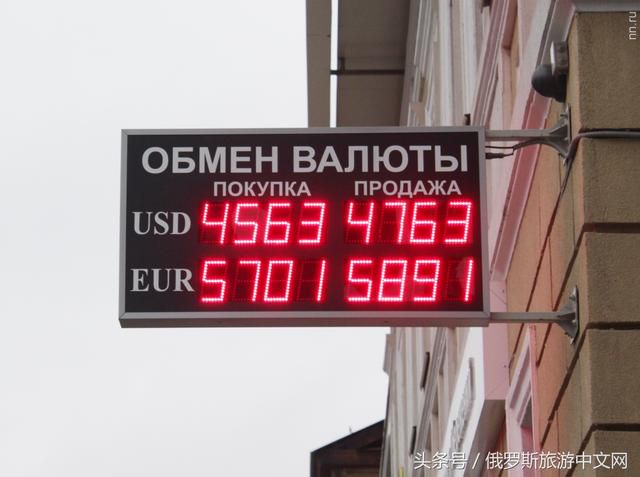 nn.ru
ОБМЕН ВАЛЮТЫ
ПОКУПКА ПРОДАЖА
USD 4563 4763
EUR 5701 5891
头条号 / 俄罗斯旅游中文网